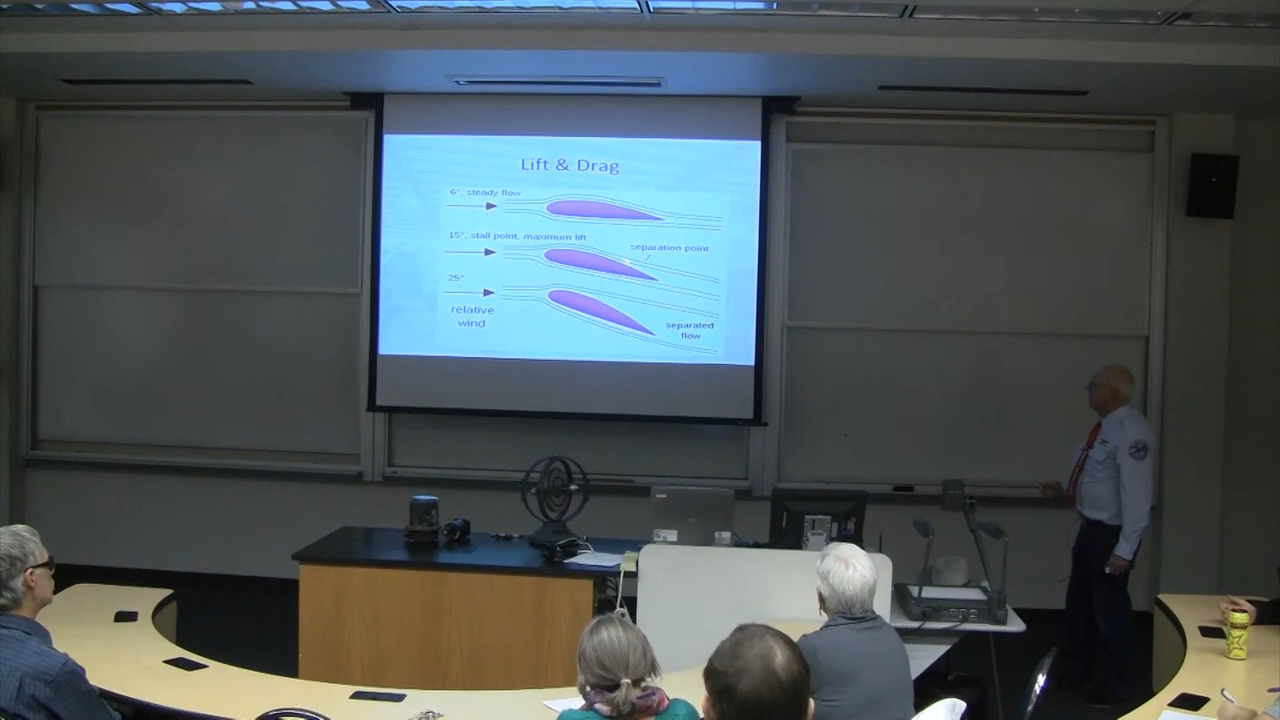 Lift & Drag
6°, steady flow
15°, stall point, maximum lift
separation point
25°
relative
wind
separated
flow